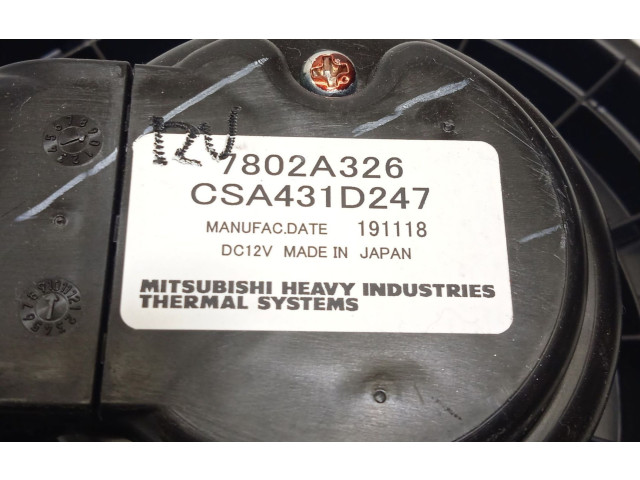 12V
7802A326
CSA431D247
MANUFAC.DATE 191118
DC12V MADE IN JAPAN
MITSUBISHI HEAVY INDUSTRIES
THERMAL SYSTEMS